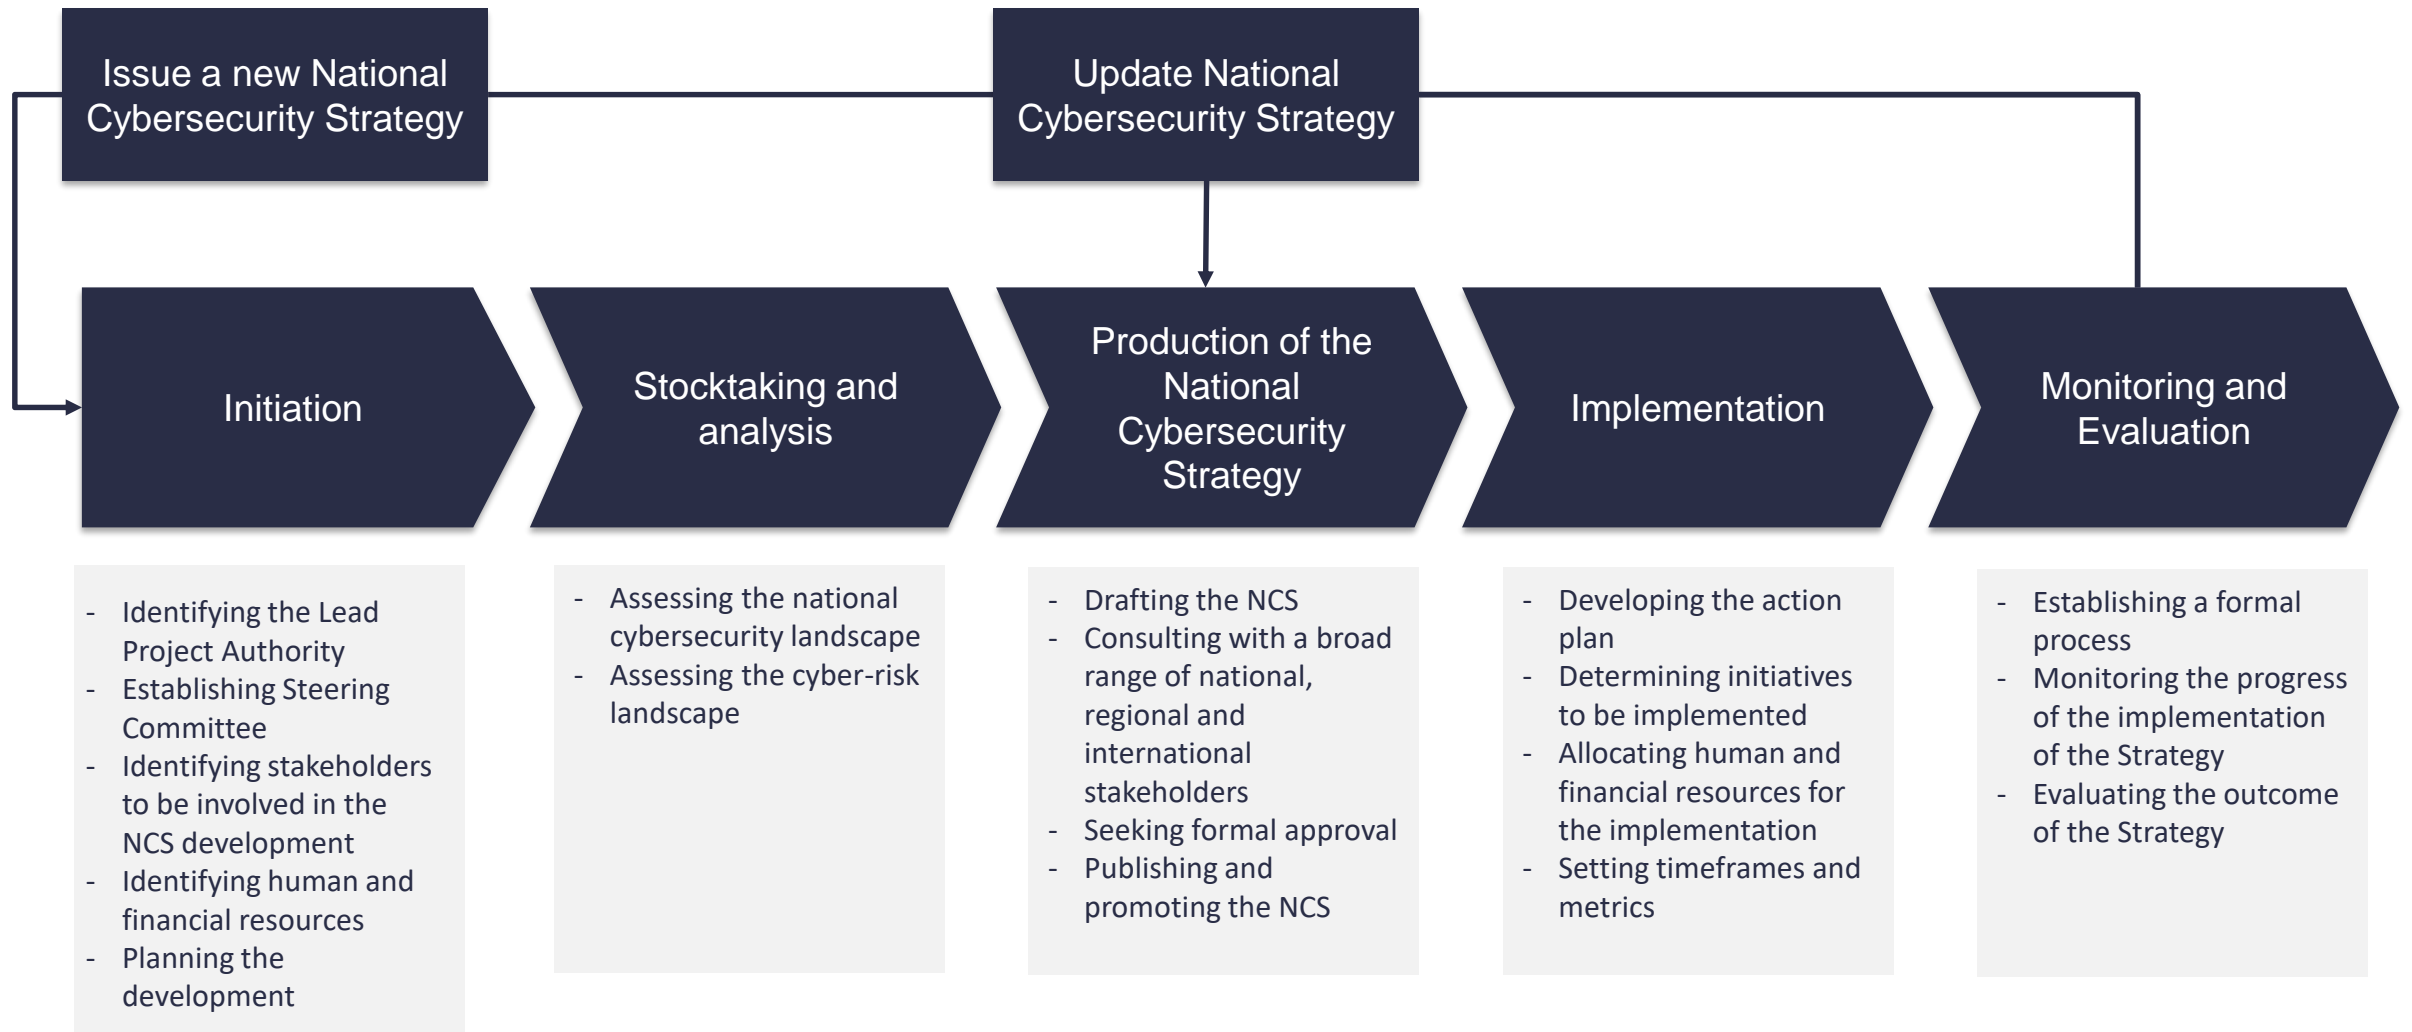 Issue a new National
Cybersecurity Strategy
Update National
Cybersecurity Strategy
Initiation
Stocktaking and
analysis
Production of the
National
Cybersecurity
Strategy
Implementation
Monitoring and
Evaluation
- Identifying the Lead
Project Authority
- Establishing Steering
Committee
- Identifying stakeholders
to be involved in the
NCS development
- Identifying human and
financial resources
- Planning the
development
- Assessing the national
cybersecurity landscape
- Assessing the cyber-risk
landscape
- Drafting the NCS
- Consulting with a broad
range of national,
regional and
international
stakeholders
- Seeking formal approval
- Publishing and
promoting the NCS
- Developing the action
plan
- Determining initiatives
to be implemented
- Allocating human and
financial resources for
the implementation
- Setting timeframes and
metrics
- Establishing a formal
process
- Monitoring the progress
of the implementation
of the Strategy
- Evaluating the outcome
of the Strategy